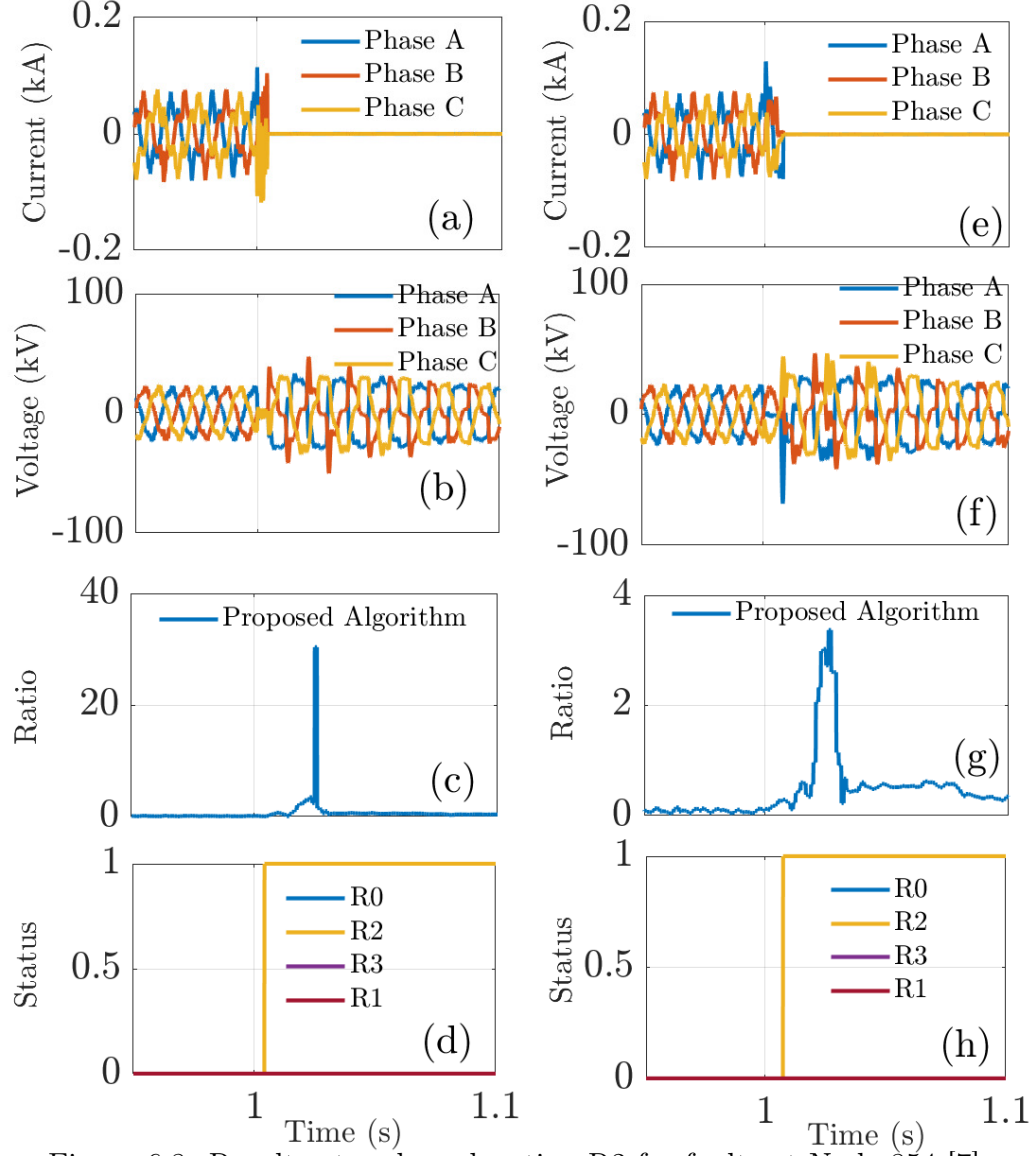 0.2
0
-0.2
Current (kA)
Phase A
Phase B
Phase C
(a)
100
0
-100
Voltage (kV)
Phase A
Phase B
Phase C
(b)
40
20
0
Ratio
Proposed Algorithm
(c)
1
0.5
0
Status
R0
R2
R3
R1
(d)
1
1.1
Time (s)
0.2
0
-0.2
Current (kA)
Phase A
Phase B
Phase C
(e)
100
0
-100
Voltage (kV)
Phase A
Phase B
Phase C
(f)
4
2
0
Ratio
Proposed Algorithm
(g)
1
0.5
0
Status
R0
R2
R3
R1
(h)
1
1.1
Time (s)